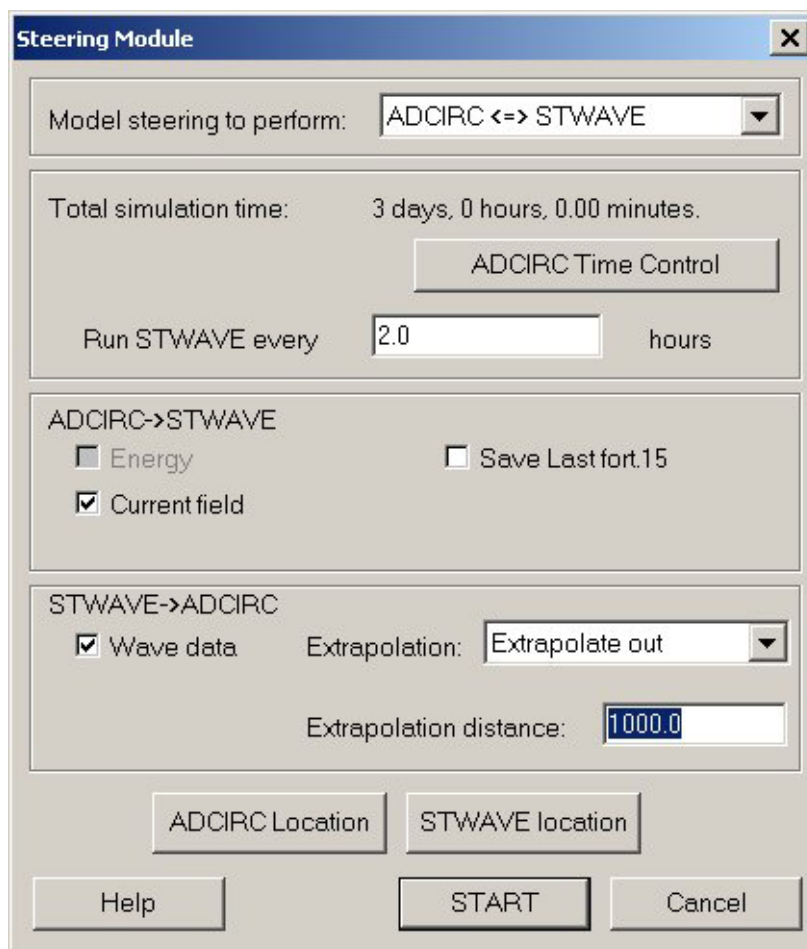 Steering Module
Model steering to perform: ADCIRC <=> STWAVE
Total simulation time: 3 days, 0 hours, 0.00 minutes.
ADCIRC Time Control
Run STWAVE every 2.0 hours
ADCIRC->STWAVE
Energy Save Last fort.15
Current field
STWAVE->ADCIRC
Wave data Extrapolation: Extrapolate out
Extrapolation distance: 1000.0
ADCIRC Location STWAVE location
Help START Cancel